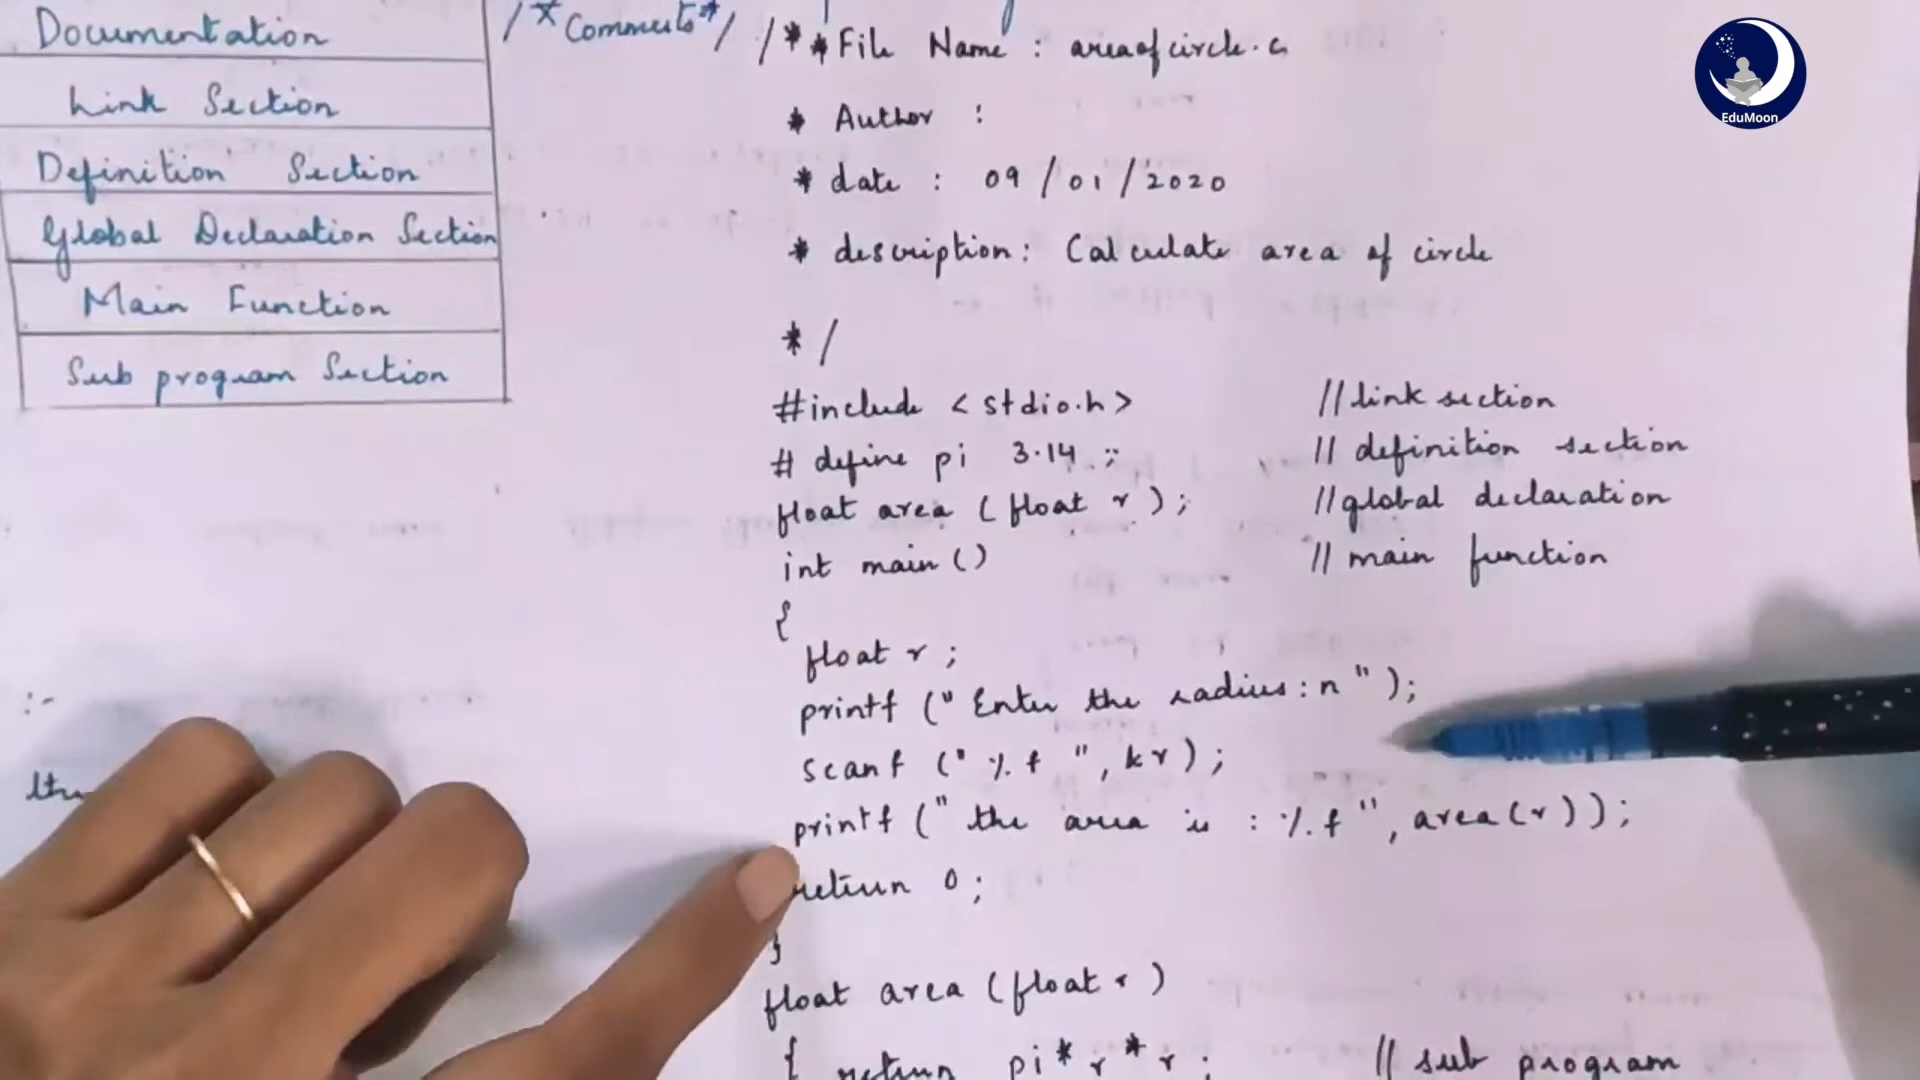 Documentation
Link Section
Definition Section
Global Declaration Section
Main Function
Sub program Section
/* Comments */
/** File Name : areaofcircle.c
* Author :
* date : 09/01/2020
* description : Calculate area of circle
*/
#include <stdio.h> // link section
# define pi 3.14 ; // definition section
float area (float r) ; // global declaration
int main() // main function
{
float r ;
printf (" Enter the radius : n ");
scanf (" %f ", &r) ;
printf (" the area is : %f ", area(r)) ;
return 0 ;
}
float area (float r)
{ return pi * r * r ; // sub program
:-
EduMoon